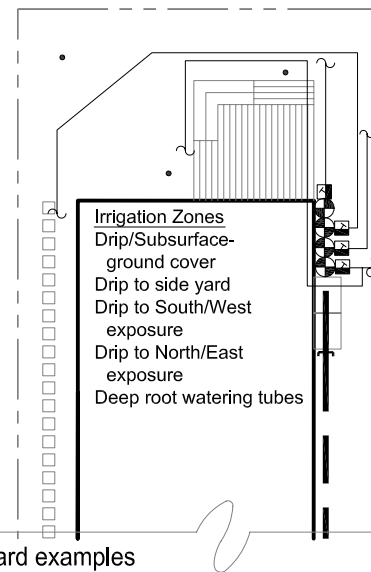 Irrigation Zones
Drip/Subsurface-
ground cover
Drip to side yard
Drip to South/West
exposure
Drip to North/East
exposure
Deep root watering tubes
examples